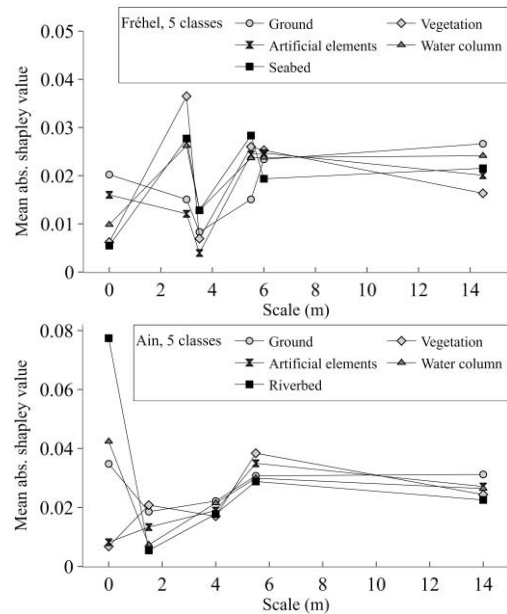 Fréhel, 5 classes
Ground
Vegetation
Artificial elements
Water column
Seabed
Mean abs. shapley value
0.05
0.04
0.03
0.02
0.01
0
0 2 4 6 8 10 12 14
Scale (m)
Ain, 5 classes
Ground
Vegetation
Artificial elements
Water column
Riverbed
Mean abs. shapley value
0.08
0.06
0.04
0.02
0
0 2 4 6 8 10 12 14
Scale (m)